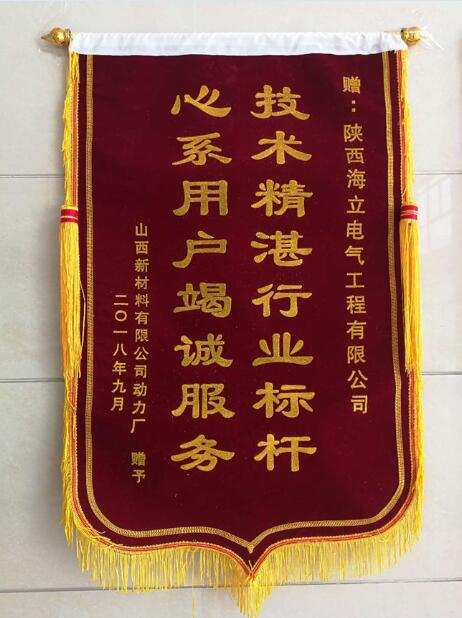 赠：陕西海立电气工程有限公司
技术精湛行业标杆
心系用户竭诚服务
山西新材料有限公司动力厂 赠予
二〇一八年九月